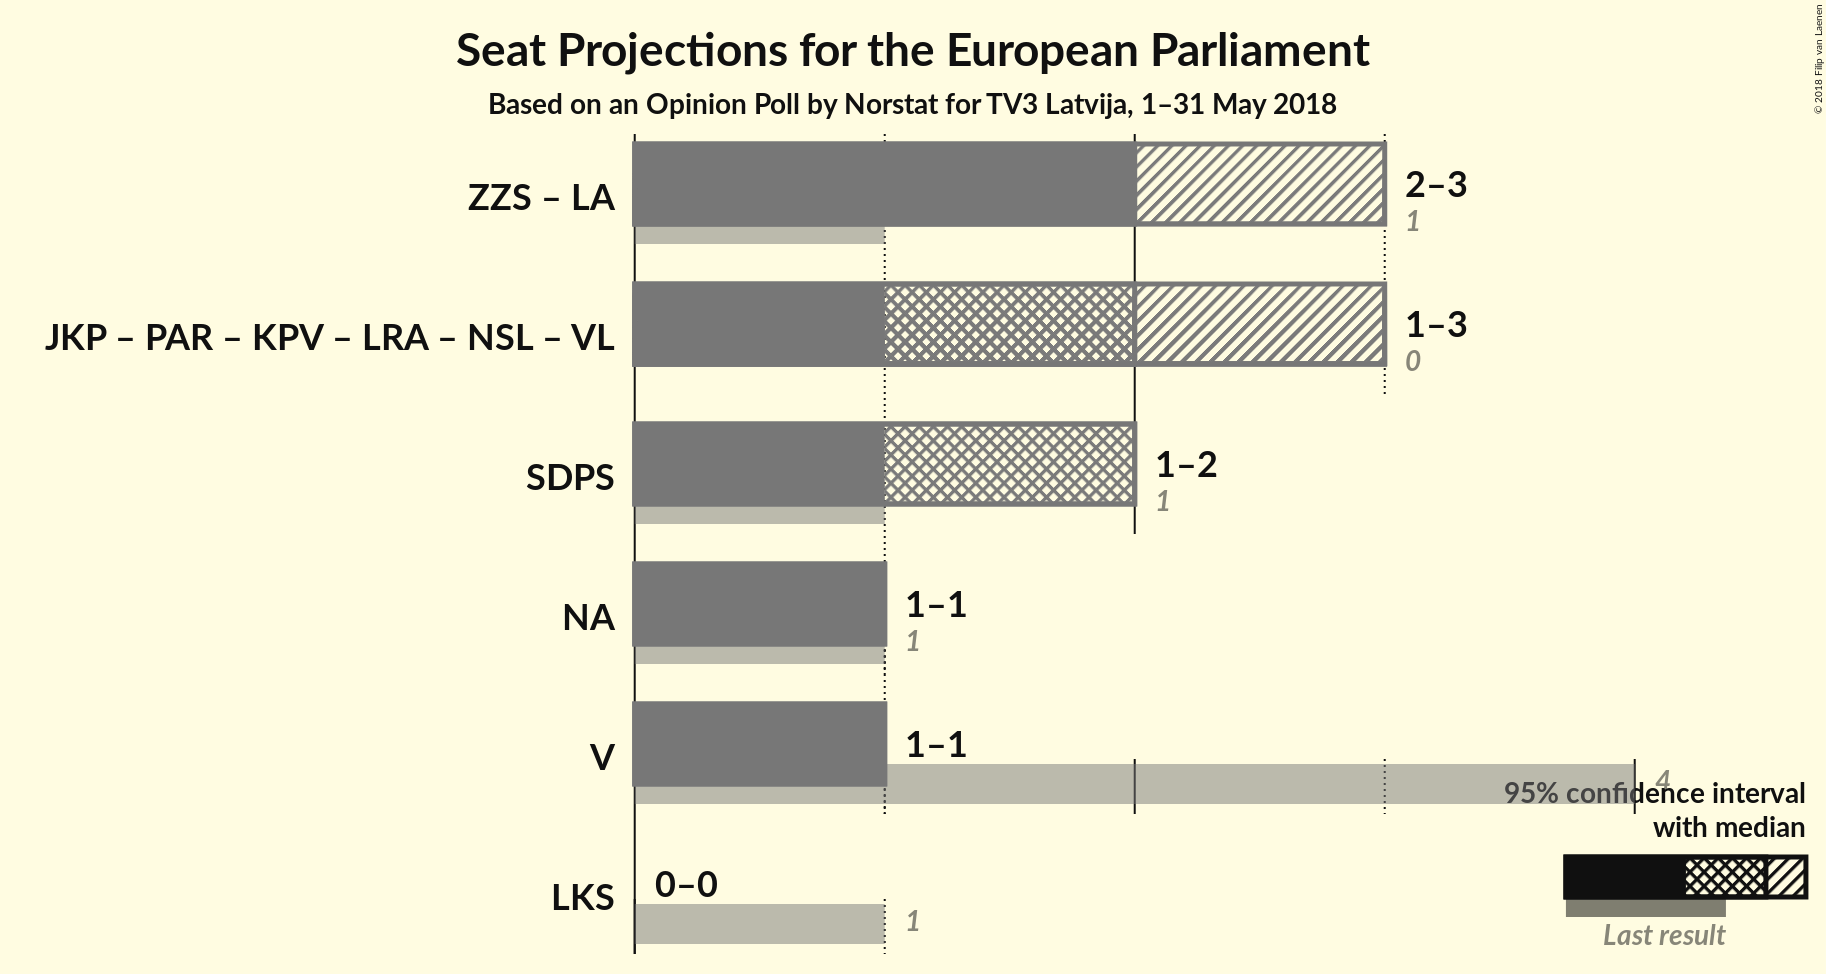 Seat Projections for the European Parliament
Based on an Opinion Poll by Norstat for TV3 Latvija, 1–31 May 2018
© 2018 Filip van Laenen
ZZS – LA
2–3
1
JKP – PAR – KPV – LRA – NSL – VL
1–3
0
SDPS
1–2
1
NA
1–1
1
V
1–1
4
LKS
0–0
1
95% confidence interval
with median
Last result